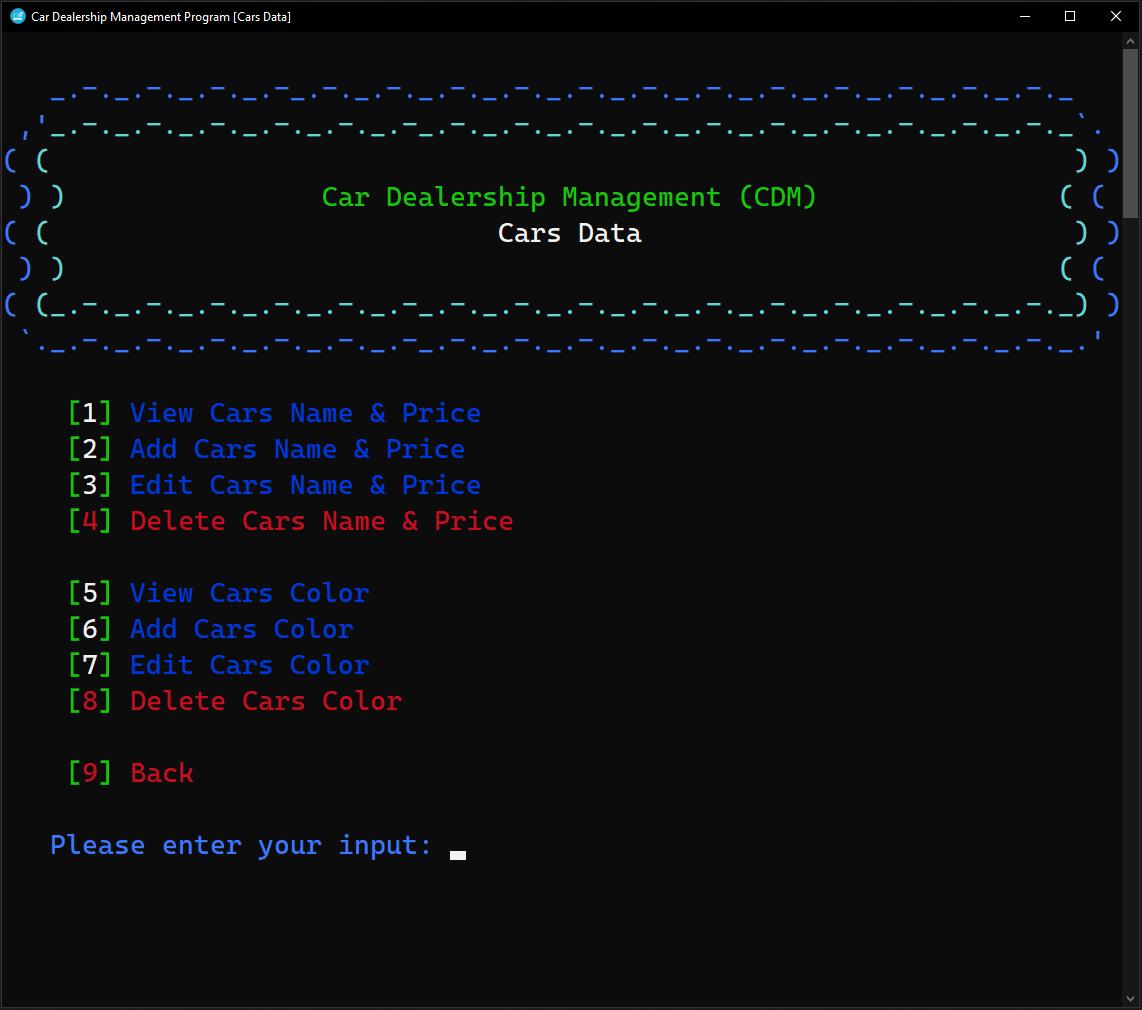 Car Dealership Management Program [Cars Data]
Car Dealership Management (CDM)
Cars Data
[1] View Cars Name & Price
[2] Add Cars Name & Price
[3] Edit Cars Name & Price
[4] Delete Cars Name & Price
[5] View Cars Color
[6] Add Cars Color
[7] Edit Cars Color
[8] Delete Cars Color
[9] Back
Please enter your input: